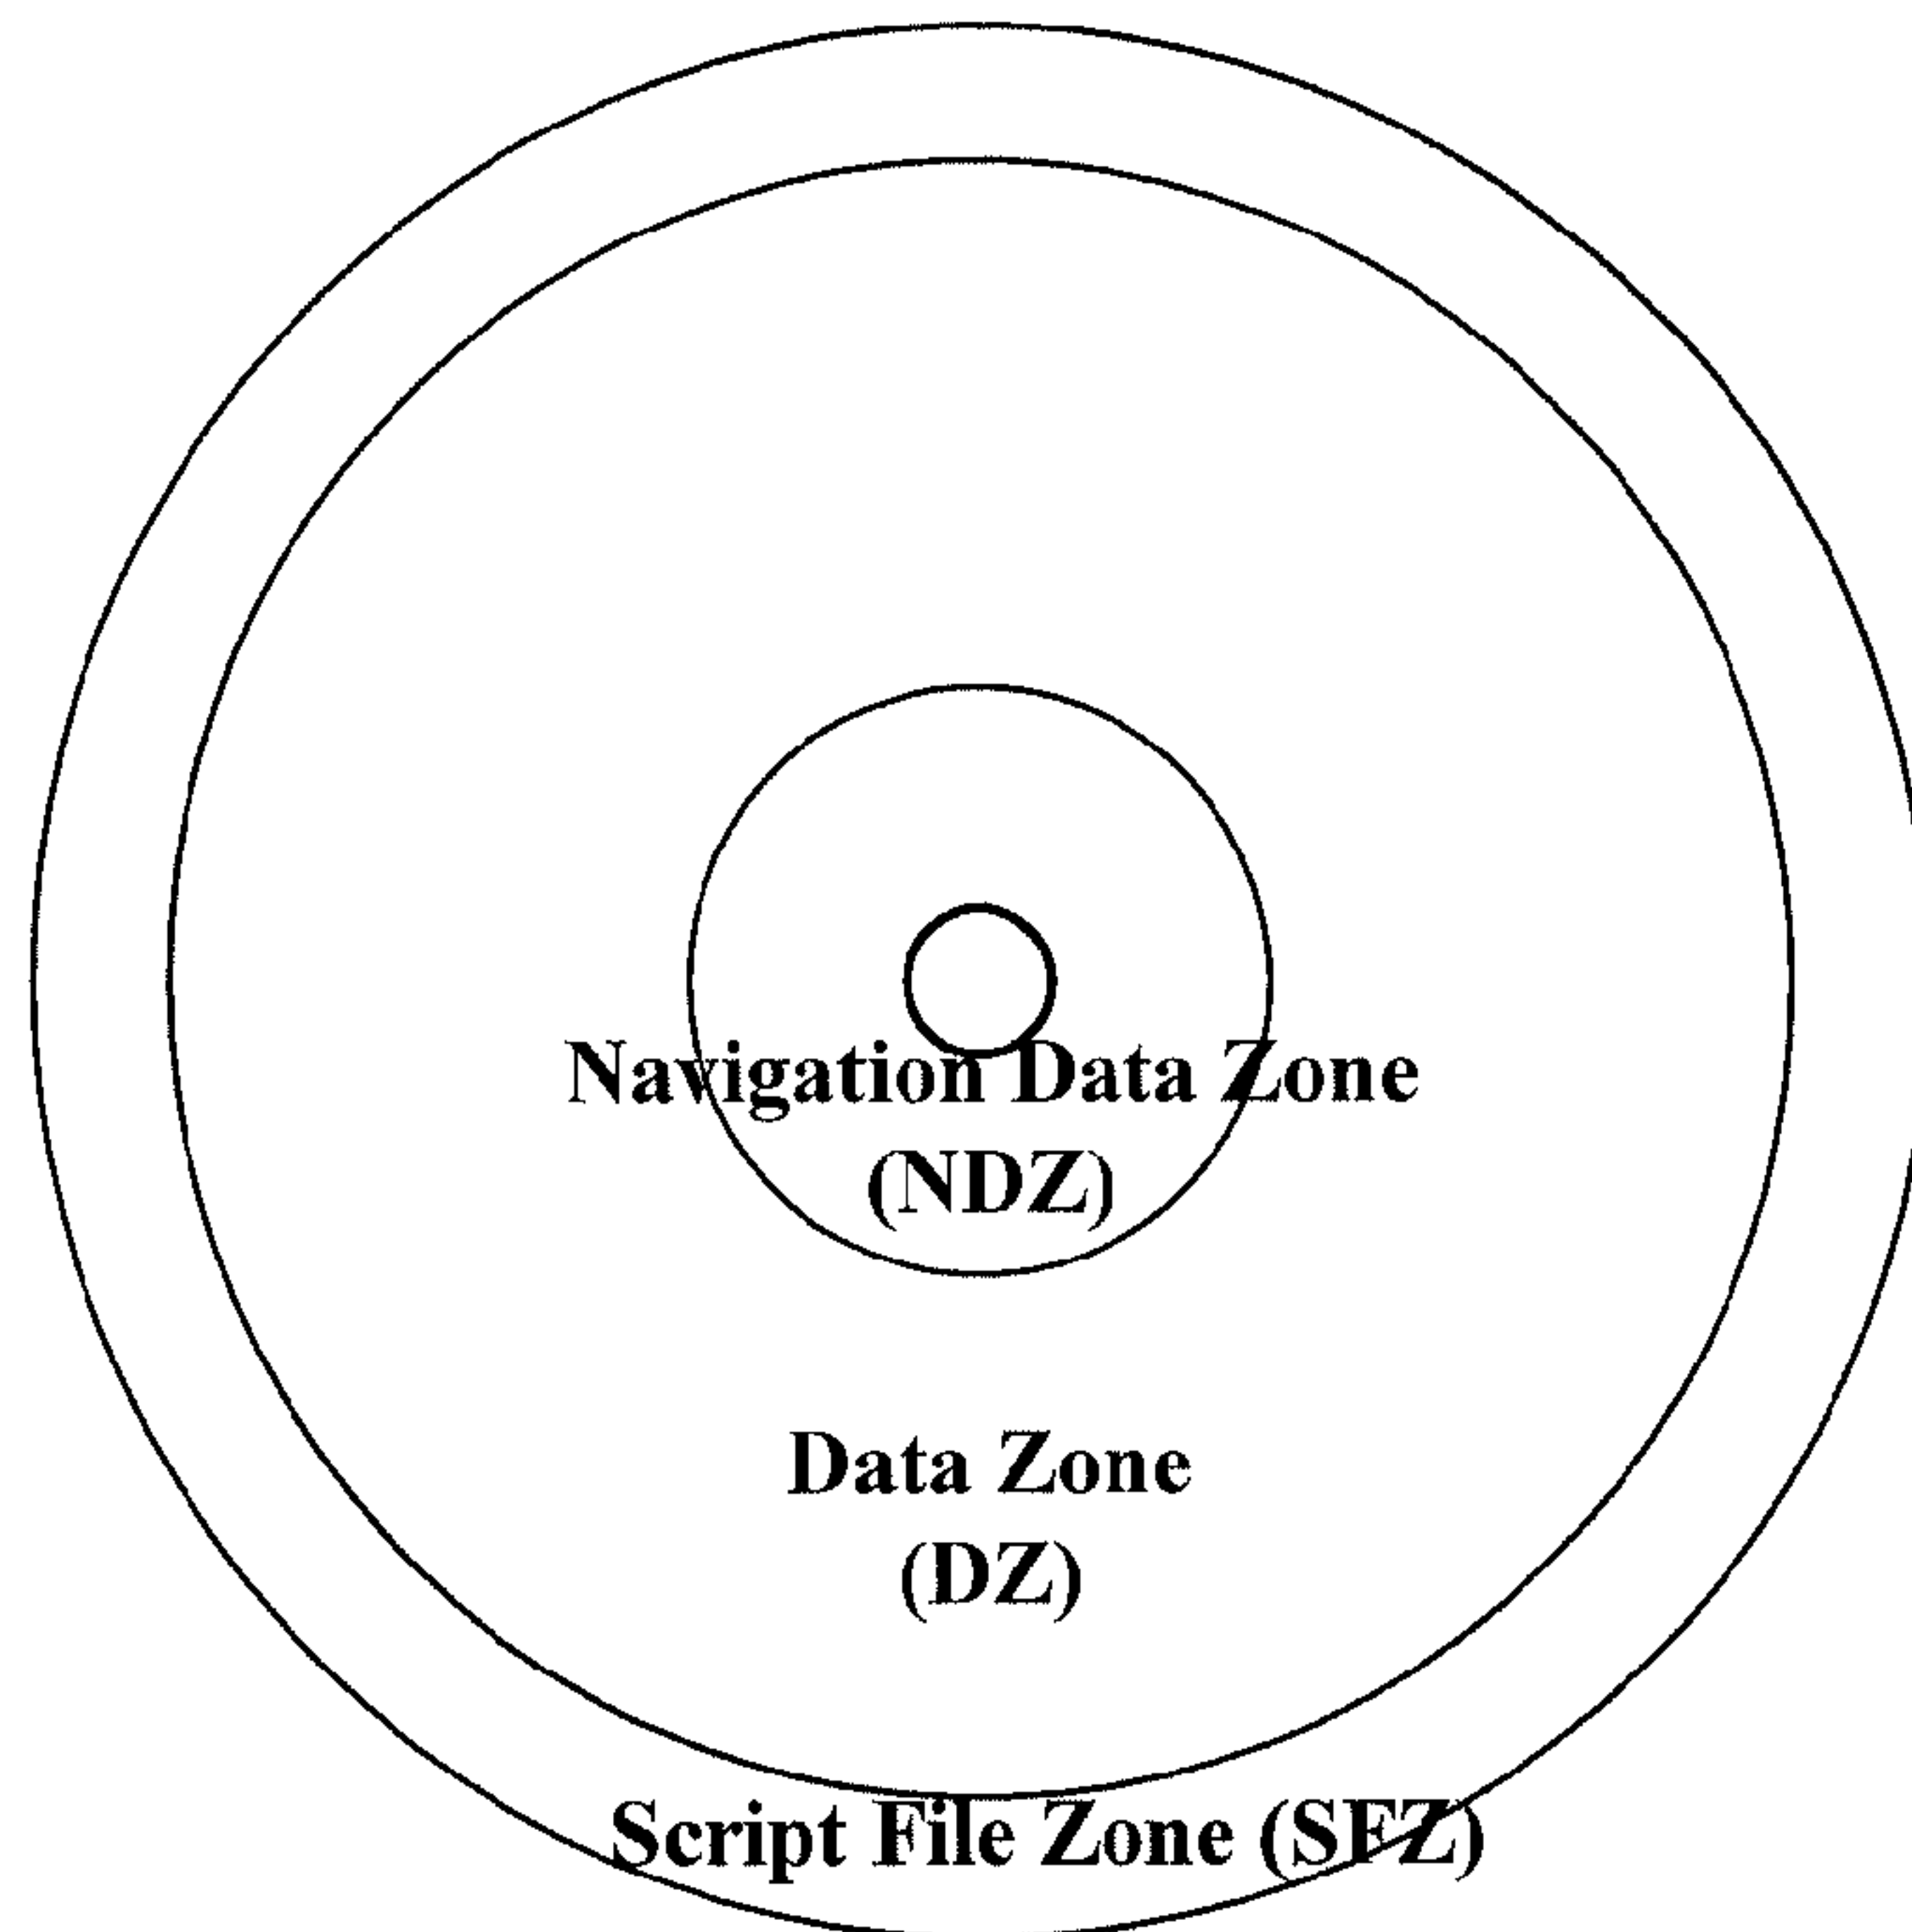 Navigation Data Zone
(NDZ)
Data Zone
(DZ)
Script File Zone (SFZ)